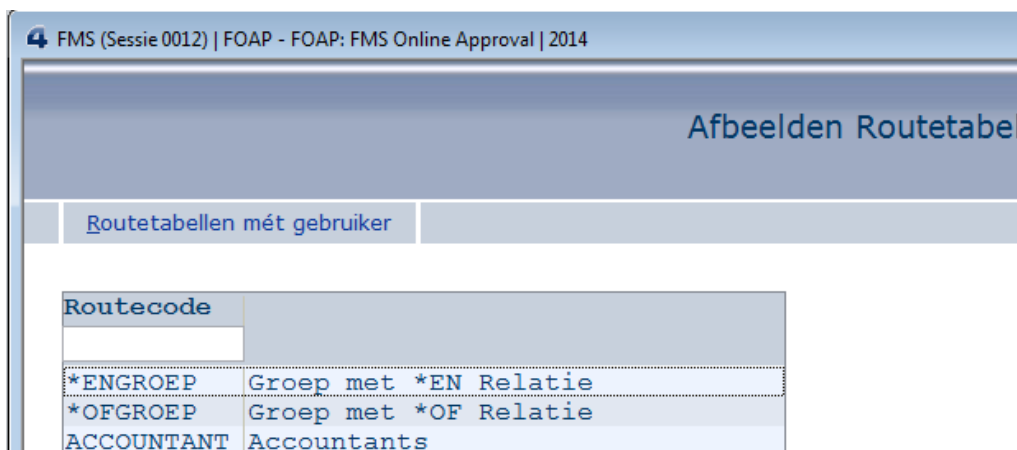 FMS (Sessie 0012) | FOAP - FOAP: FMS Online Approval | 2014
Afbeelden Routetabel
Routetabellen mét gebruiker
Routecode
*ENGROEP Groep met *EN Relatie
*OFGROEP Groep met *OF Relatie
ACCOUNTANT Accountants